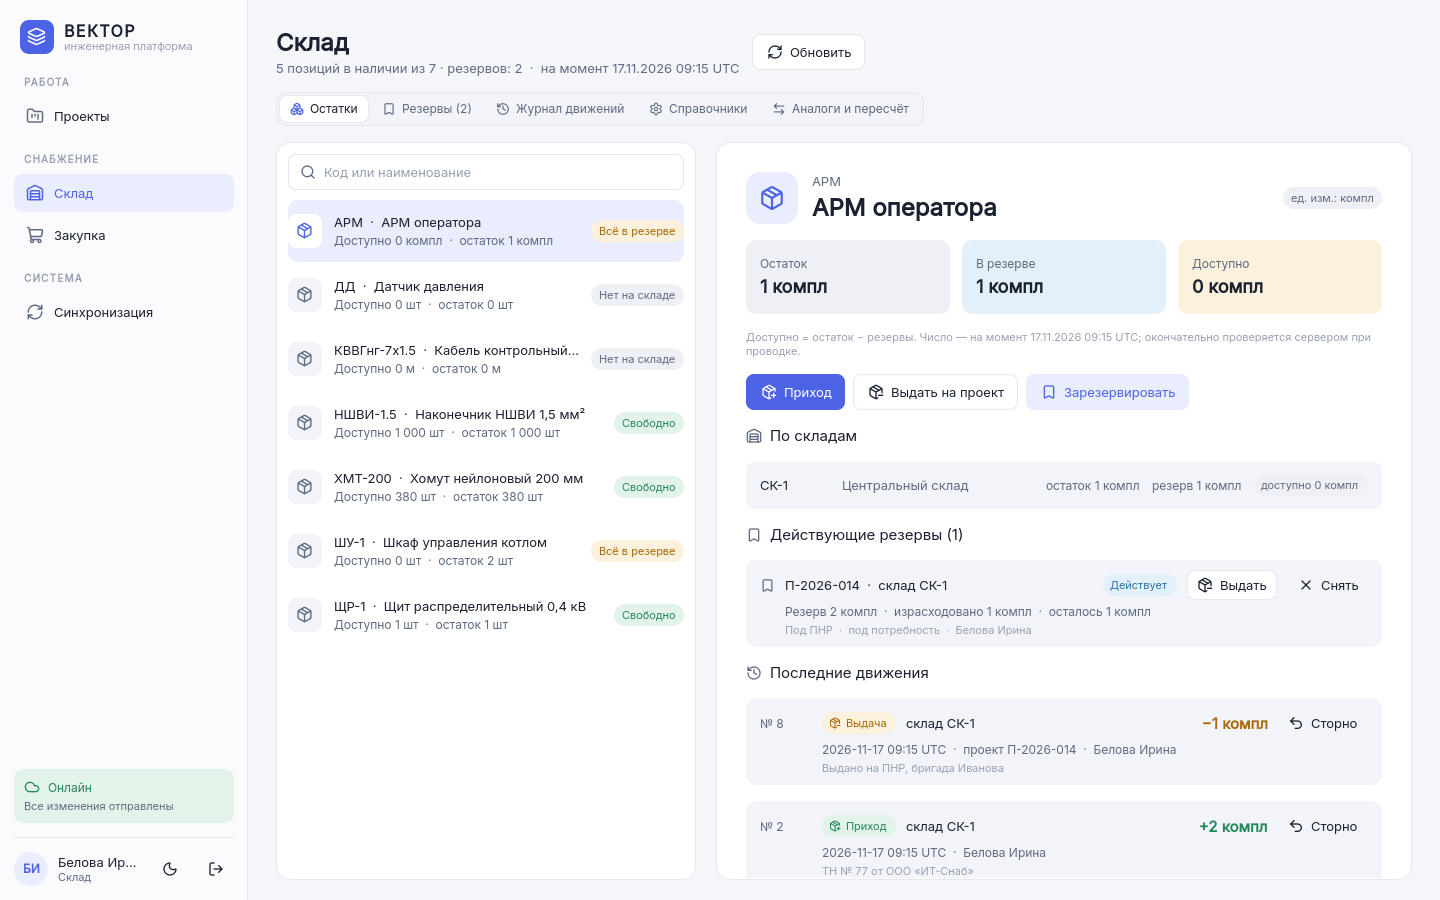 ВЕКТОР
инженерная платформа
РАБОТА
Проекты
СНАБЖЕНИЕ
Склад
Закупка
СИСТЕМА
Синхронизация
Онлайн
Все изменения отправлены
БИ
Белова Ир...
Склад
Склад
5 позиций в наличии из 7 · резервов: 2 · на момент 17.11.2026 09:15 UTC
Обновить
Остатки
Резервы (2)
Журнал движений
Справочники
Аналоги и пересчёт
Код или наименование
АРМ · АРМ оператора
Доступно 0 компл · остаток 1 компл
Всё в резерве
ДД · Датчик давления
Доступно 0 шт · остаток 0 шт
Нет на складе
КВВГнг-7х1.5 · Кабель контрольный...
Доступно 0 м · остаток 0 м
Нет на складе
НШВИ-1.5 · Наконечник НШВИ 1,5 мм²
Доступно 1 000 шт · остаток 1 000 шт
Свободно
ХМТ-200 · Хомут нейлоновый 200 мм
Доступно 380 шт · остаток 380 шт
Свободно
ШУ-1 · Шкаф управления котлом
Доступно 0 шт · остаток 2 шт
Всё в резерве
ЩР-1 · Щит распределительный 0,4 кВ
Доступно 1 шт · остаток 1 шт
Свободно
АРМ
АРМ оператора
ед. изм.: компл
Остаток
1 компл
В резерве
1 компл
Доступно
0 компл
Доступно = остаток − резервы. Число — на момент 17.11.2026 09:15 UTC; окончательно проверяется сервером при
проводке.
Приход
Выдать на проект
Зарезервировать
По складам
СК-1
Центральный склад
остаток 1 компл
резерв 1 компл
доступно 0 компл
Действующие резервы (1)
П-2026-014 · склад СК-1
Действует
Выдать
Снять
Резерв 2 компл · израсходовано 1 компл · осталось 1 компл
Под ПНР · под потребность · Белова Ирина
Последние движения
№ 8
Выдача
склад СК-1
−1 компл
Сторно
2026-11-17 09:15 UTC · проект П-2026-014 · Белова Ирина
Выдано на ПНР, бригада Иванова
№ 2
Приход
склад СК-1
+2 компл
Сторно
2026-11-17 09:15 UTC · Белова Ирина
ТН № 77 от ООО «ИТ-Снаб»